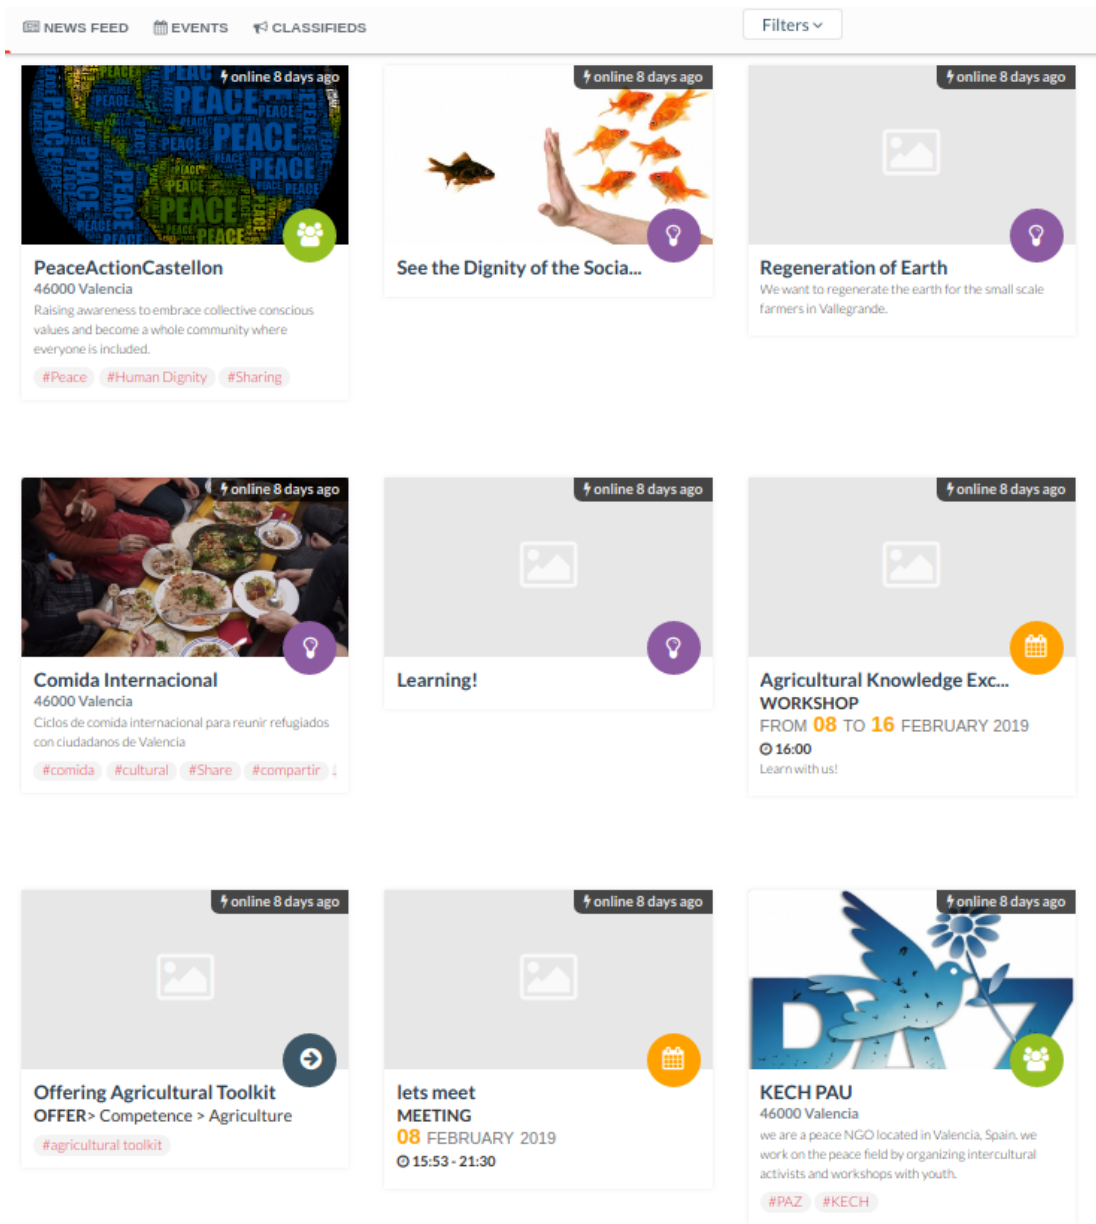 NEWS FEED EVENTS CLASSIFIEDS Filters
online 8 days ago
PEACE
PeaceActionCastellon
46000 Valencia
Raising awareness to embrace collective conscious
values and become a whole community where
everyone is included.
#Peace #Human Dignity #Sharing
online 8 days ago
See the Dignity of the Socia...
online 8 days ago
Regeneration of Earth
We want to regenerate the earth for the small scale
farmers in Vallegrande.
online 8 days ago
Comida Internacional
46000 Valencia
Ciclos de comida internacional para reunir refugiados
con ciudadanos de Valencia
#comida #cultural #Share #compartir
online 8 days ago
Learning!
online 8 days ago
Agricultural Knowledge Exc...
WORKSHOP
FROM 08 TO 16 FEBRUARY 2019
16:00
Learn with us!
online 8 days ago
Offering Agricultural Toolkit
OFFER> Competence > Agriculture
#agricultural toolkit
online 8 days ago
lets meet
MEETING
08 FEBRUARY 2019
15:53 - 21:30
online 8 days ago
PAZ
KECH PAU
46000 Valencia
we are a peace NGO located in Valencia, Spain. we
work on the peace field by organizing intercultural
activists and workshops with youth.
#PAZ #KECH